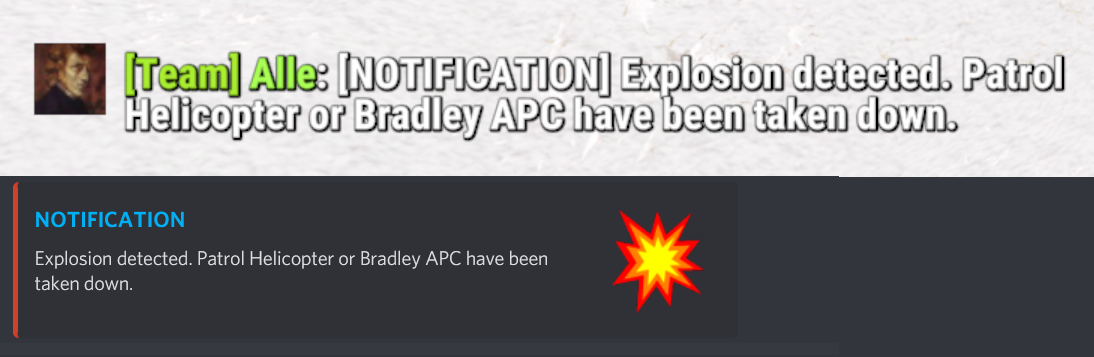 [Team] Alle: [NOTIFICATION] Explosion detected. Patrol
Helicopter or Bradley APC have been taken down.
NOTIFICATION
Explosion detected. Patrol Helicopter or Bradley APC have been
taken down.